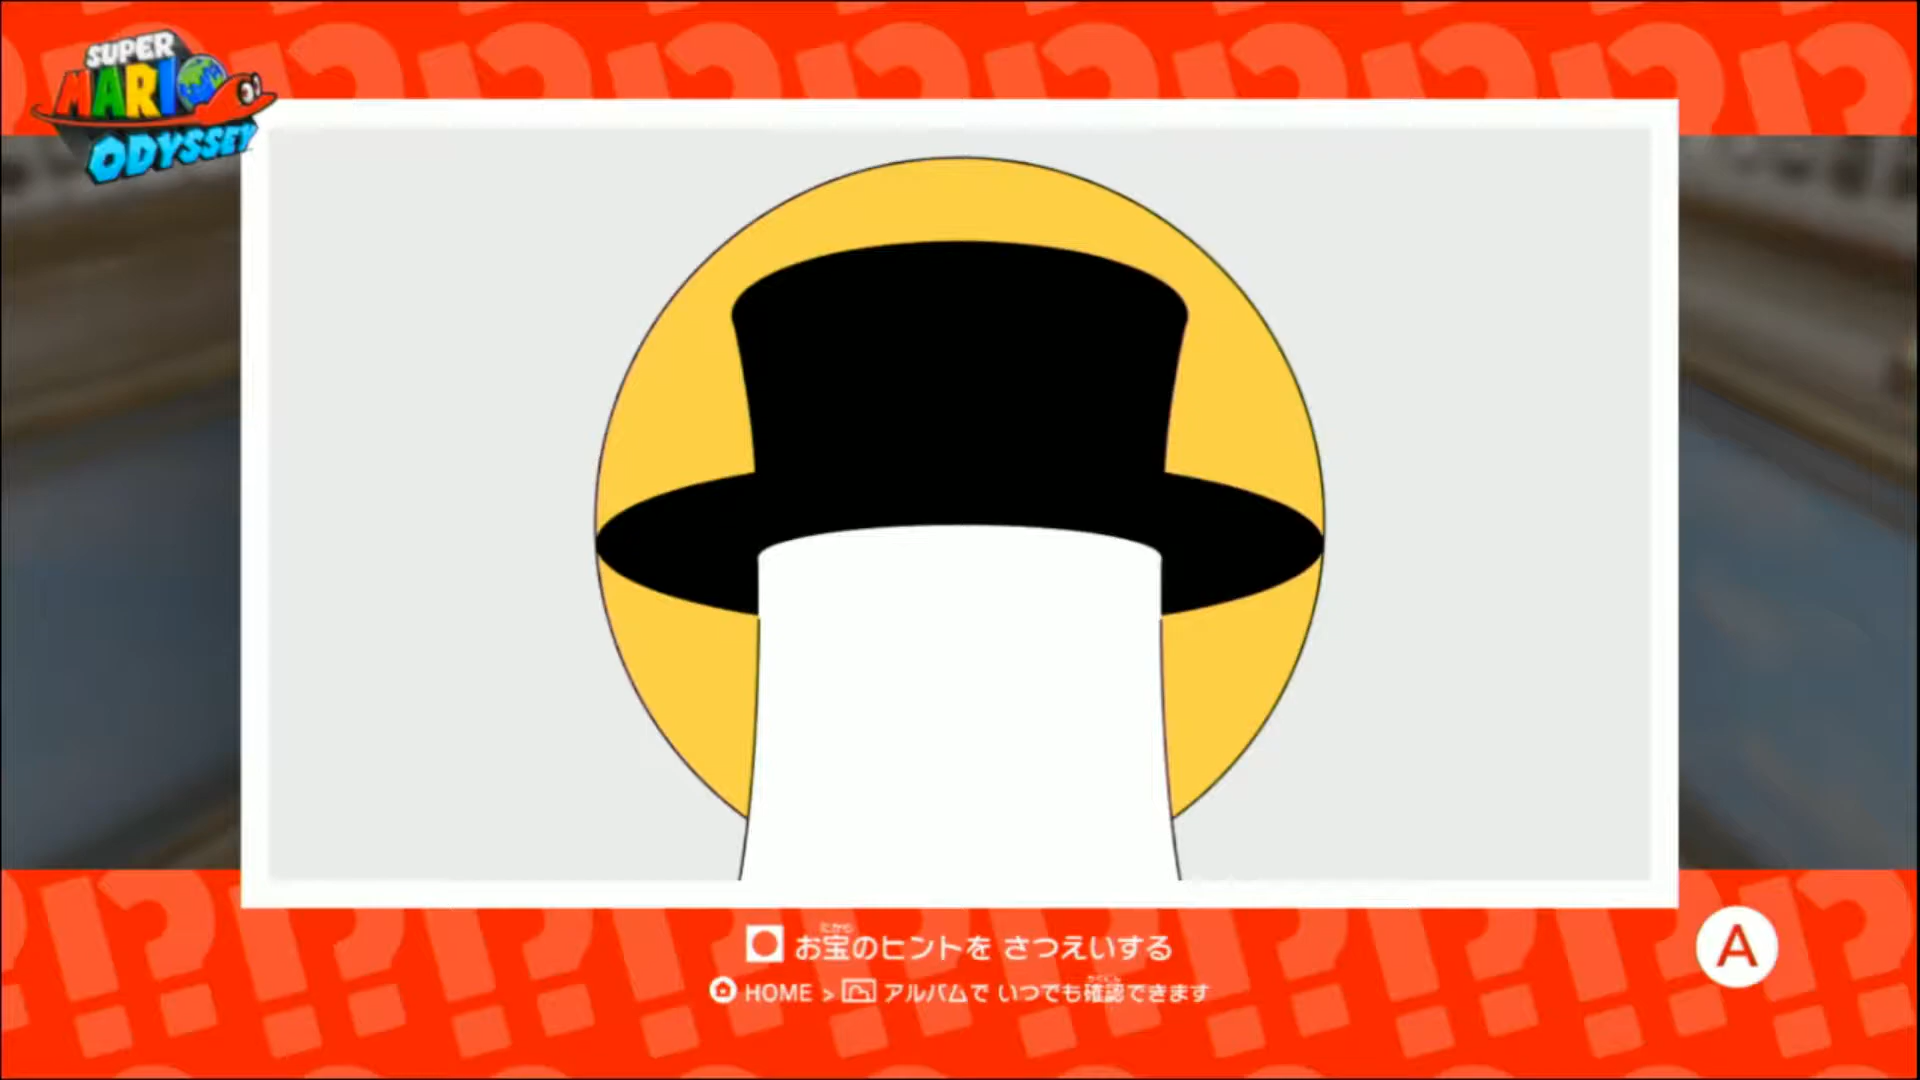 SUPER
MARIO
ODYSSEY
お宝のヒントを さつえいする
HOME > アルバムで いつでも確認できます
A